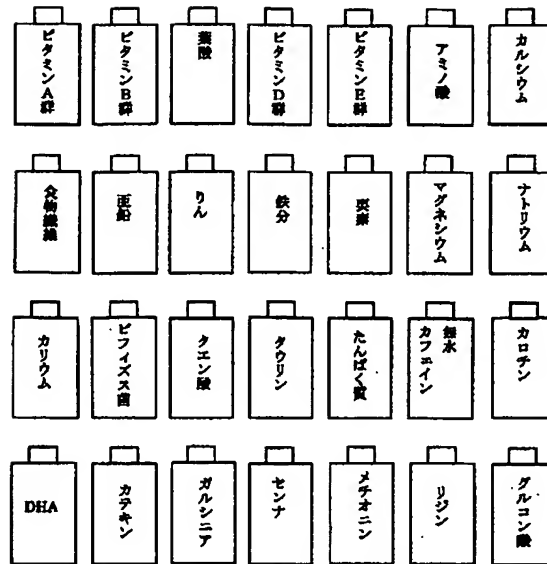 ビタミンA群
ビタミンB群
葉酸
ビタミンD群
ビタミンE群
アミノ酸
カルシウム
食物繊維
亜鉛
りん
鉄分
臭素
マグネシウム
ナトリウム
カリウム
ビフィズス菌
クエン酸
タウリン
たんぱく質
無水
カフェイン
カロチン
DHA
カテキン
ガルシニア
センナ
メチオニン
リジン
グルコン酸